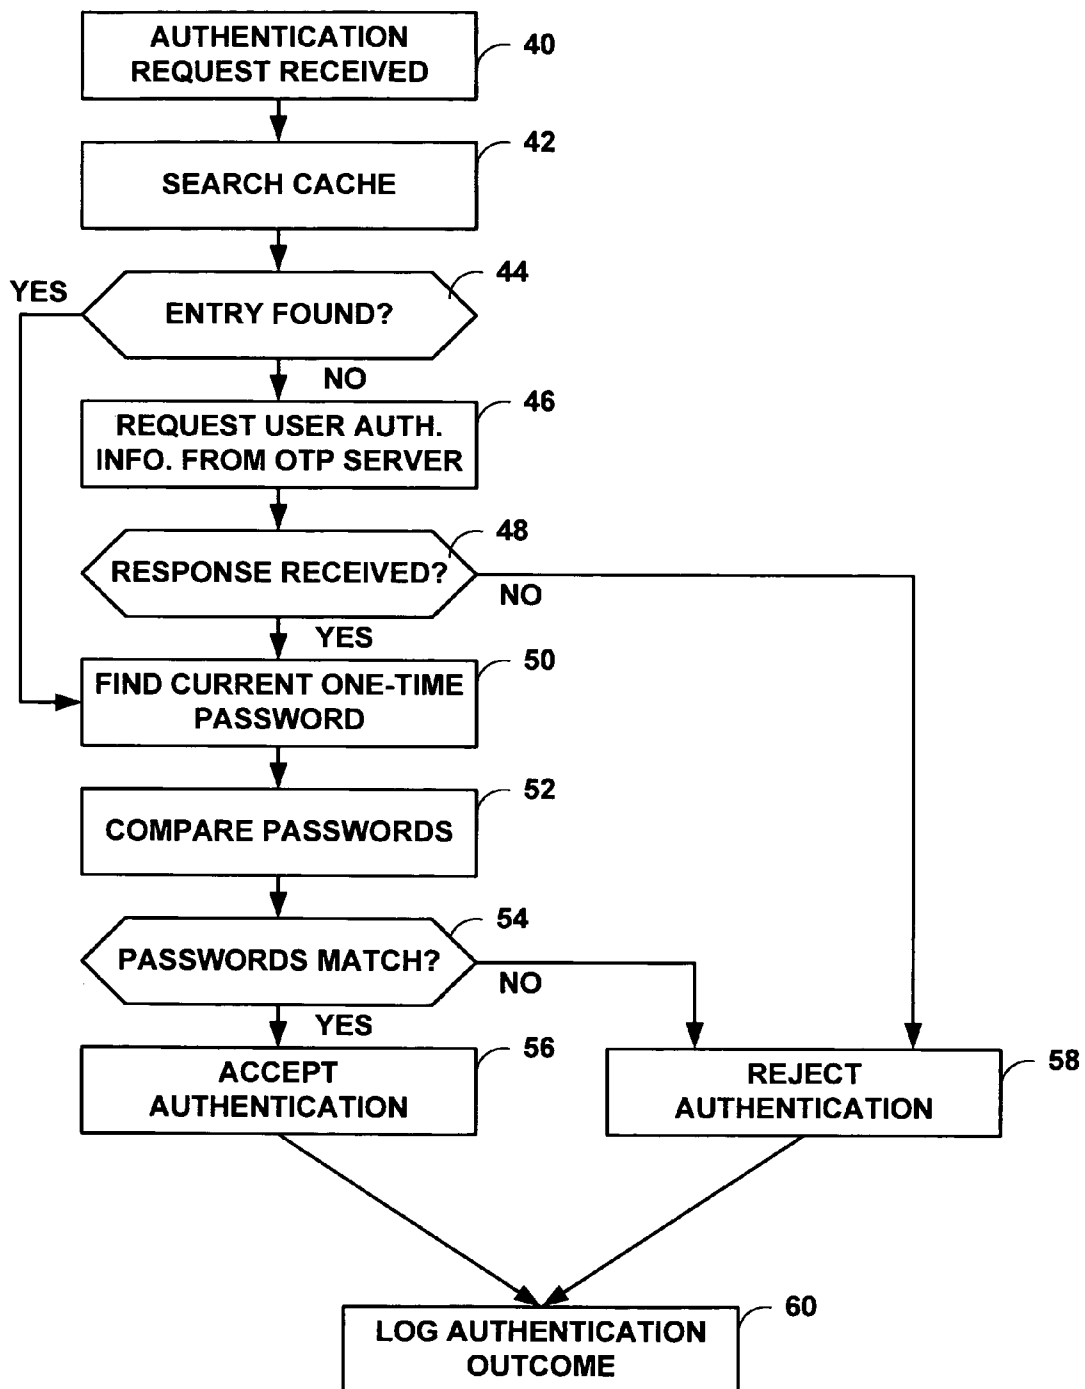 AUTHENTICATION
REQUEST RECEIVED
40
SEARCH CACHE
42
ENTRY FOUND?
44
YES
NO
REQUEST USER AUTH.
INFO. FROM OTP SERVER
46
RESPONSE RECEIVED?
48
NO
YES
FIND CURRENT ONE-TIME
PASSWORD
50
COMPARE PASSWORDS
52
PASSWORDS MATCH?
54
NO
YES
ACCEPT
AUTHENTICATION
56
REJECT
AUTHENTICATION
58
LOG AUTHENTICATION
OUTCOME
60